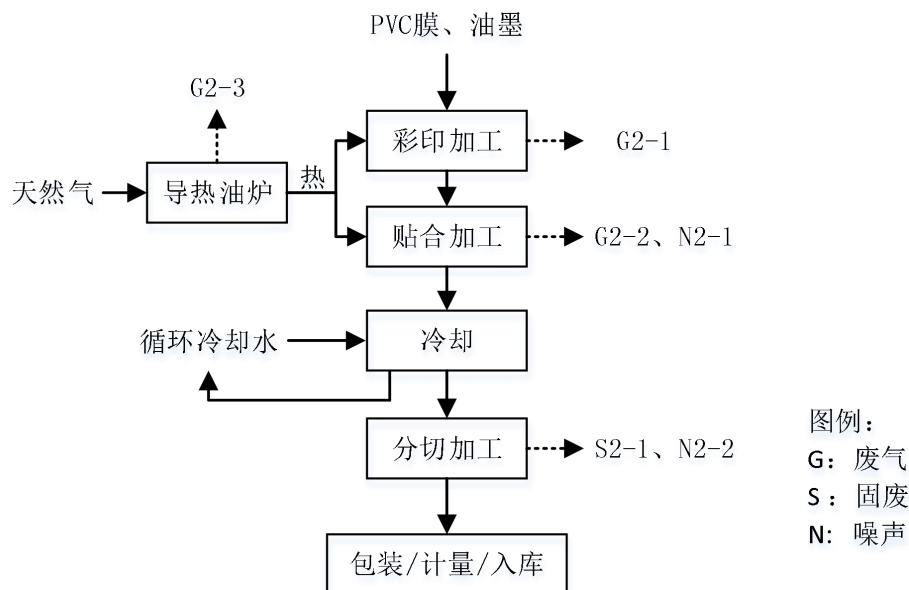 PVC膜、油墨
G2-3
彩印加工
G2-1
天然气
导热油炉
热
贴合加工
G2-2、N2-1
循环冷却水
冷却
分切加工
S2-1、N2-2
包装/计量/入库
图例：
G：废气
S：固废
N: 噪声